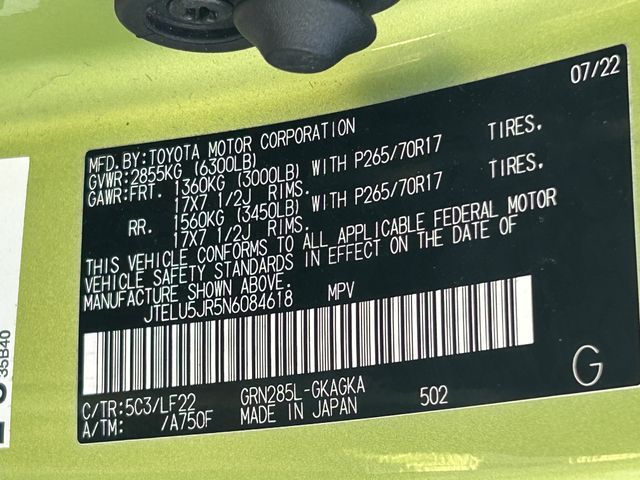 07/22
MFD. BY: TOYOTA MOTOR CORPORATION
GVWR: 2855KG (6300LB)
GAWR: FRT. 1360KG (3000LB) WITH P265/70R17 TIRES.
17X7 1/2J RIMS.
RR. 1560KG (3450LB) WITH P265/70R17 TIRES.
17X7 1/2J RIMS.
THIS VEHICLE CONFORMS TO ALL APPLICABLE FEDERAL MOTOR
VEHICLE SAFETY STANDARDS IN EFFECT ON THE DATE OF
MANUFACTURE SHOWN ABOVE.
JTELU5JR5N6084618 MPV
C/TR: 5C3/LF22 GRN285L-GKAGKA
A/TM: /A750F MADE IN JAPAN 502
G
35B40